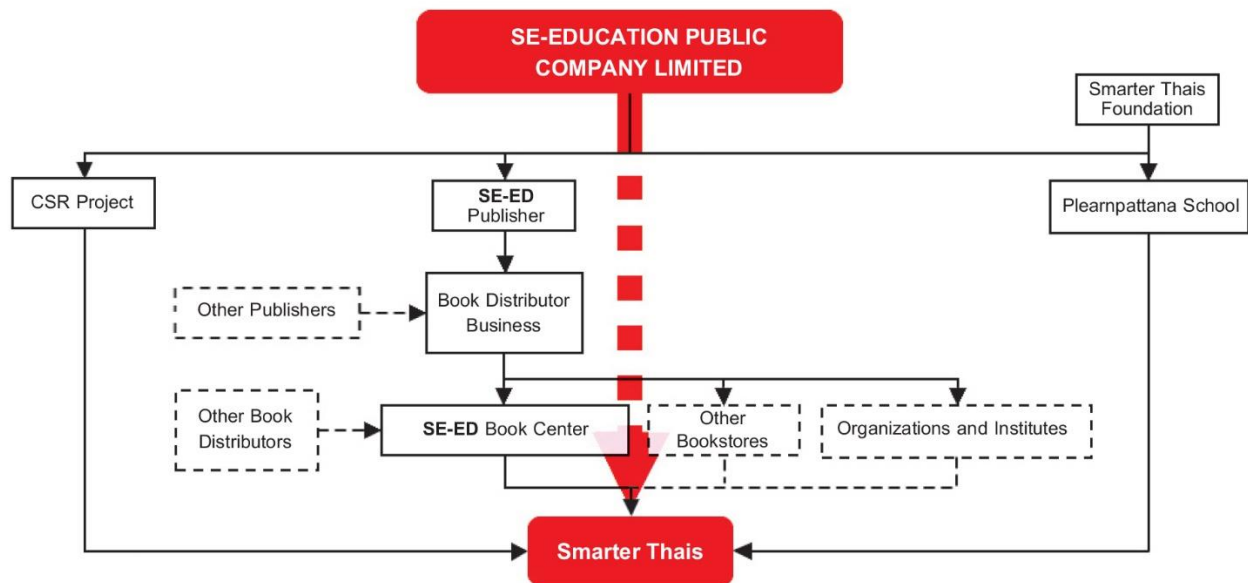 SE-EDUCATION PUBLIC
COMPANY LIMITED
Smarter Thais
Foundation
CSR Project
SE-ED
Publisher
Plearnpattana School
Other Publishers
Book Distributor
Business
Other Book
Distributors
SE-ED Book Center
Other
Bookstores
Organizations and Institutes
Smarter Thais